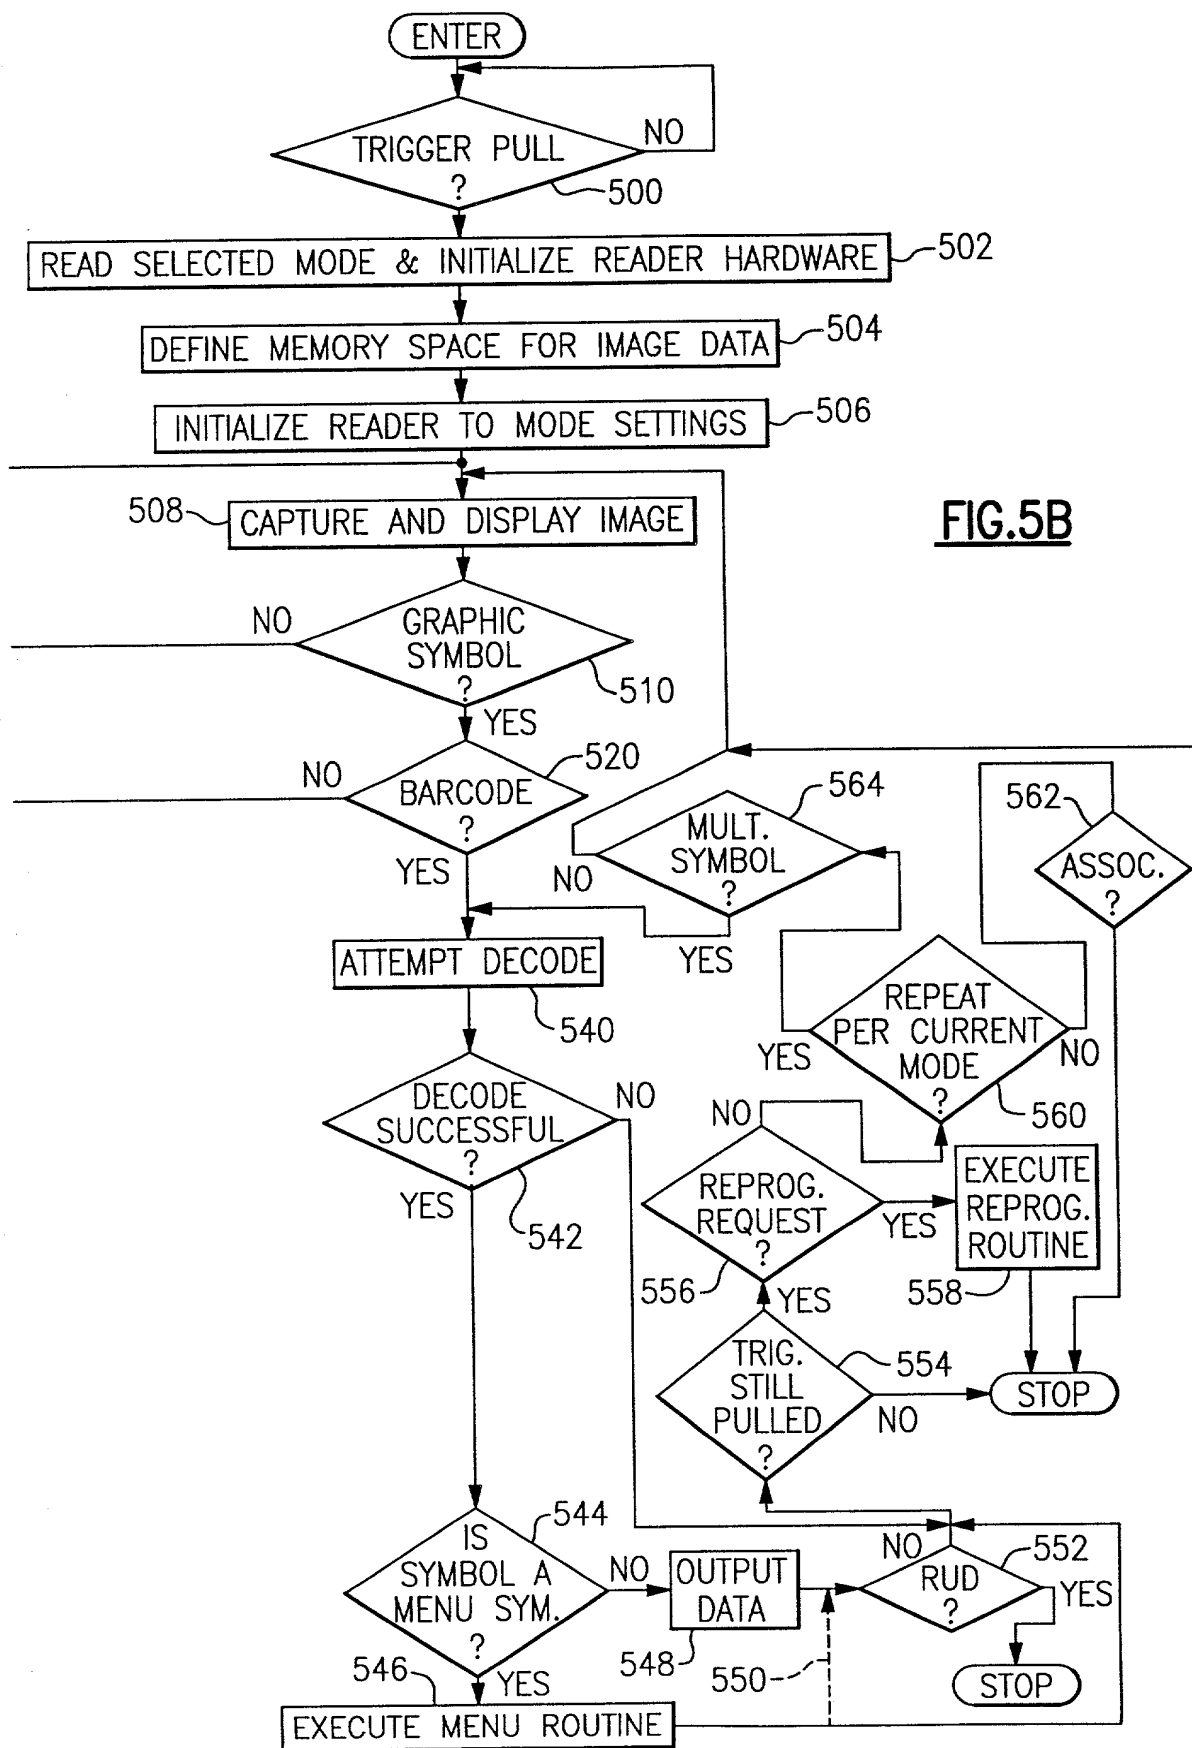 ENTER
TRIGGER PULL
?
NO
500
READ SELECTED MODE & INITIALIZE READER HARDWARE
502
DEFINE MEMORY SPACE FOR IMAGE DATA
504
INITIALIZE READER TO MODE SETTINGS
506
508
CAPTURE AND DISPLAY IMAGE
FIG.5B
NO
GRAPHIC
SYMBOL
?
510
YES
NO
BARCODE
?
520
YES
MULT.
SYMBOL
?
564
NO
YES
562
ASSOC.
?
ATTEMPT DECODE
540
REPEAT
PER CURRENT
MODE
?
YES
NO
560
DECODE
SUCCESSFUL
?
NO
YES
542
NO
REPROG.
REQUEST
?
YES
556
EXECUTE
REPROG.
ROUTINE
558
YES
TRIG.
STILL
PULLED
?
554
NO
STOP
IS
SYMBOL A
MENU SYM.
?
544
NO
OUTPUT
DATA
548
NO
RUD
?
552
YES
550
STOP
546
YES
EXECUTE MENU ROUTINE